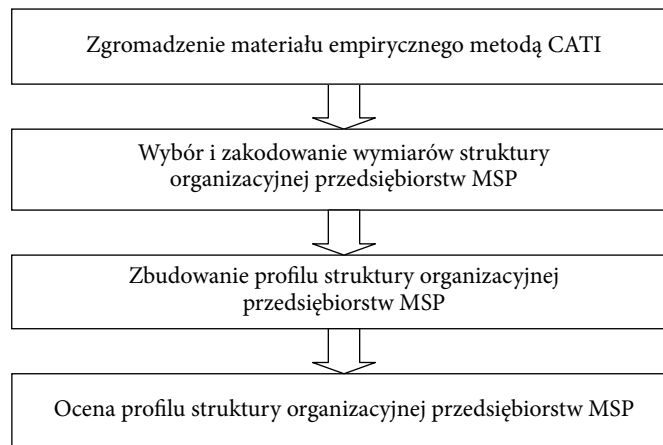 Zgromadzenie materiału empirycznego metodą CATI
Wybór i zakodowanie wymiarów struktury
organizacyjnej przedsiębiorstw MSP
Zbudowanie profilu struktury organizacyjnej
przedsiębiorstw MSP
Ocena profilu struktury organizacyjnej przedsiębiorstw MSP